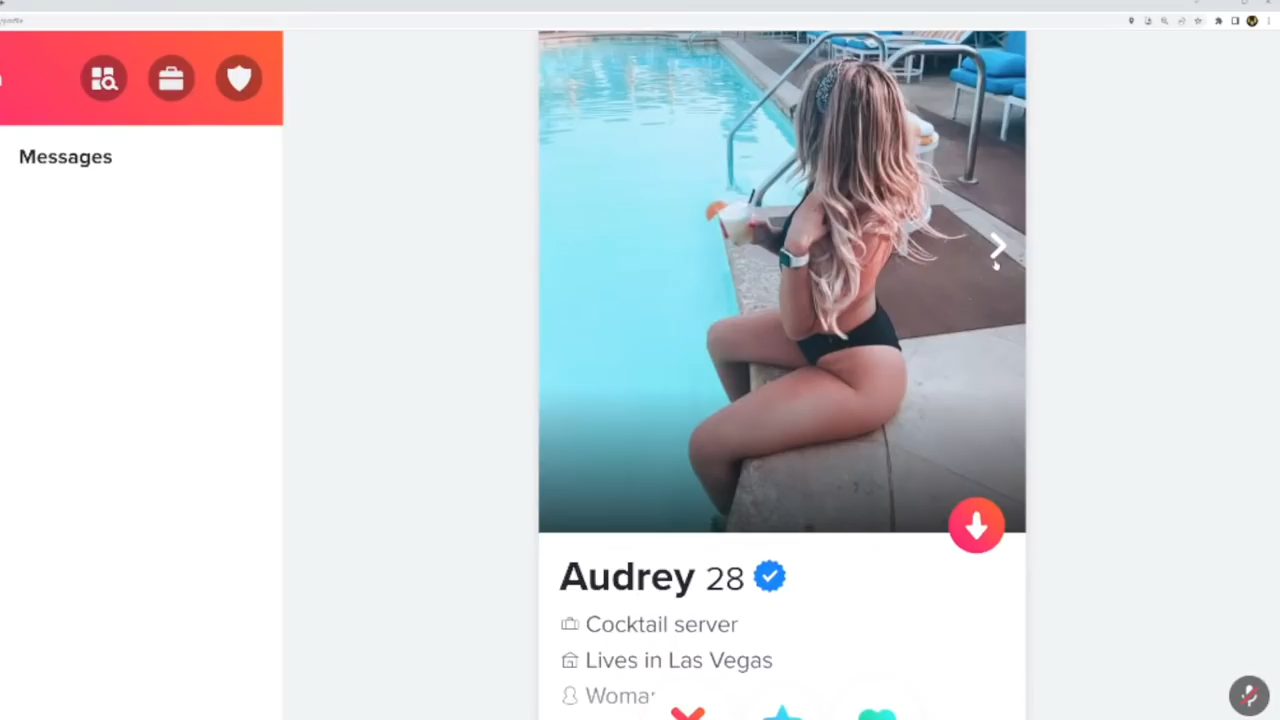 Messages
Audrey 28
Cocktail server
Lives in Las Vegas